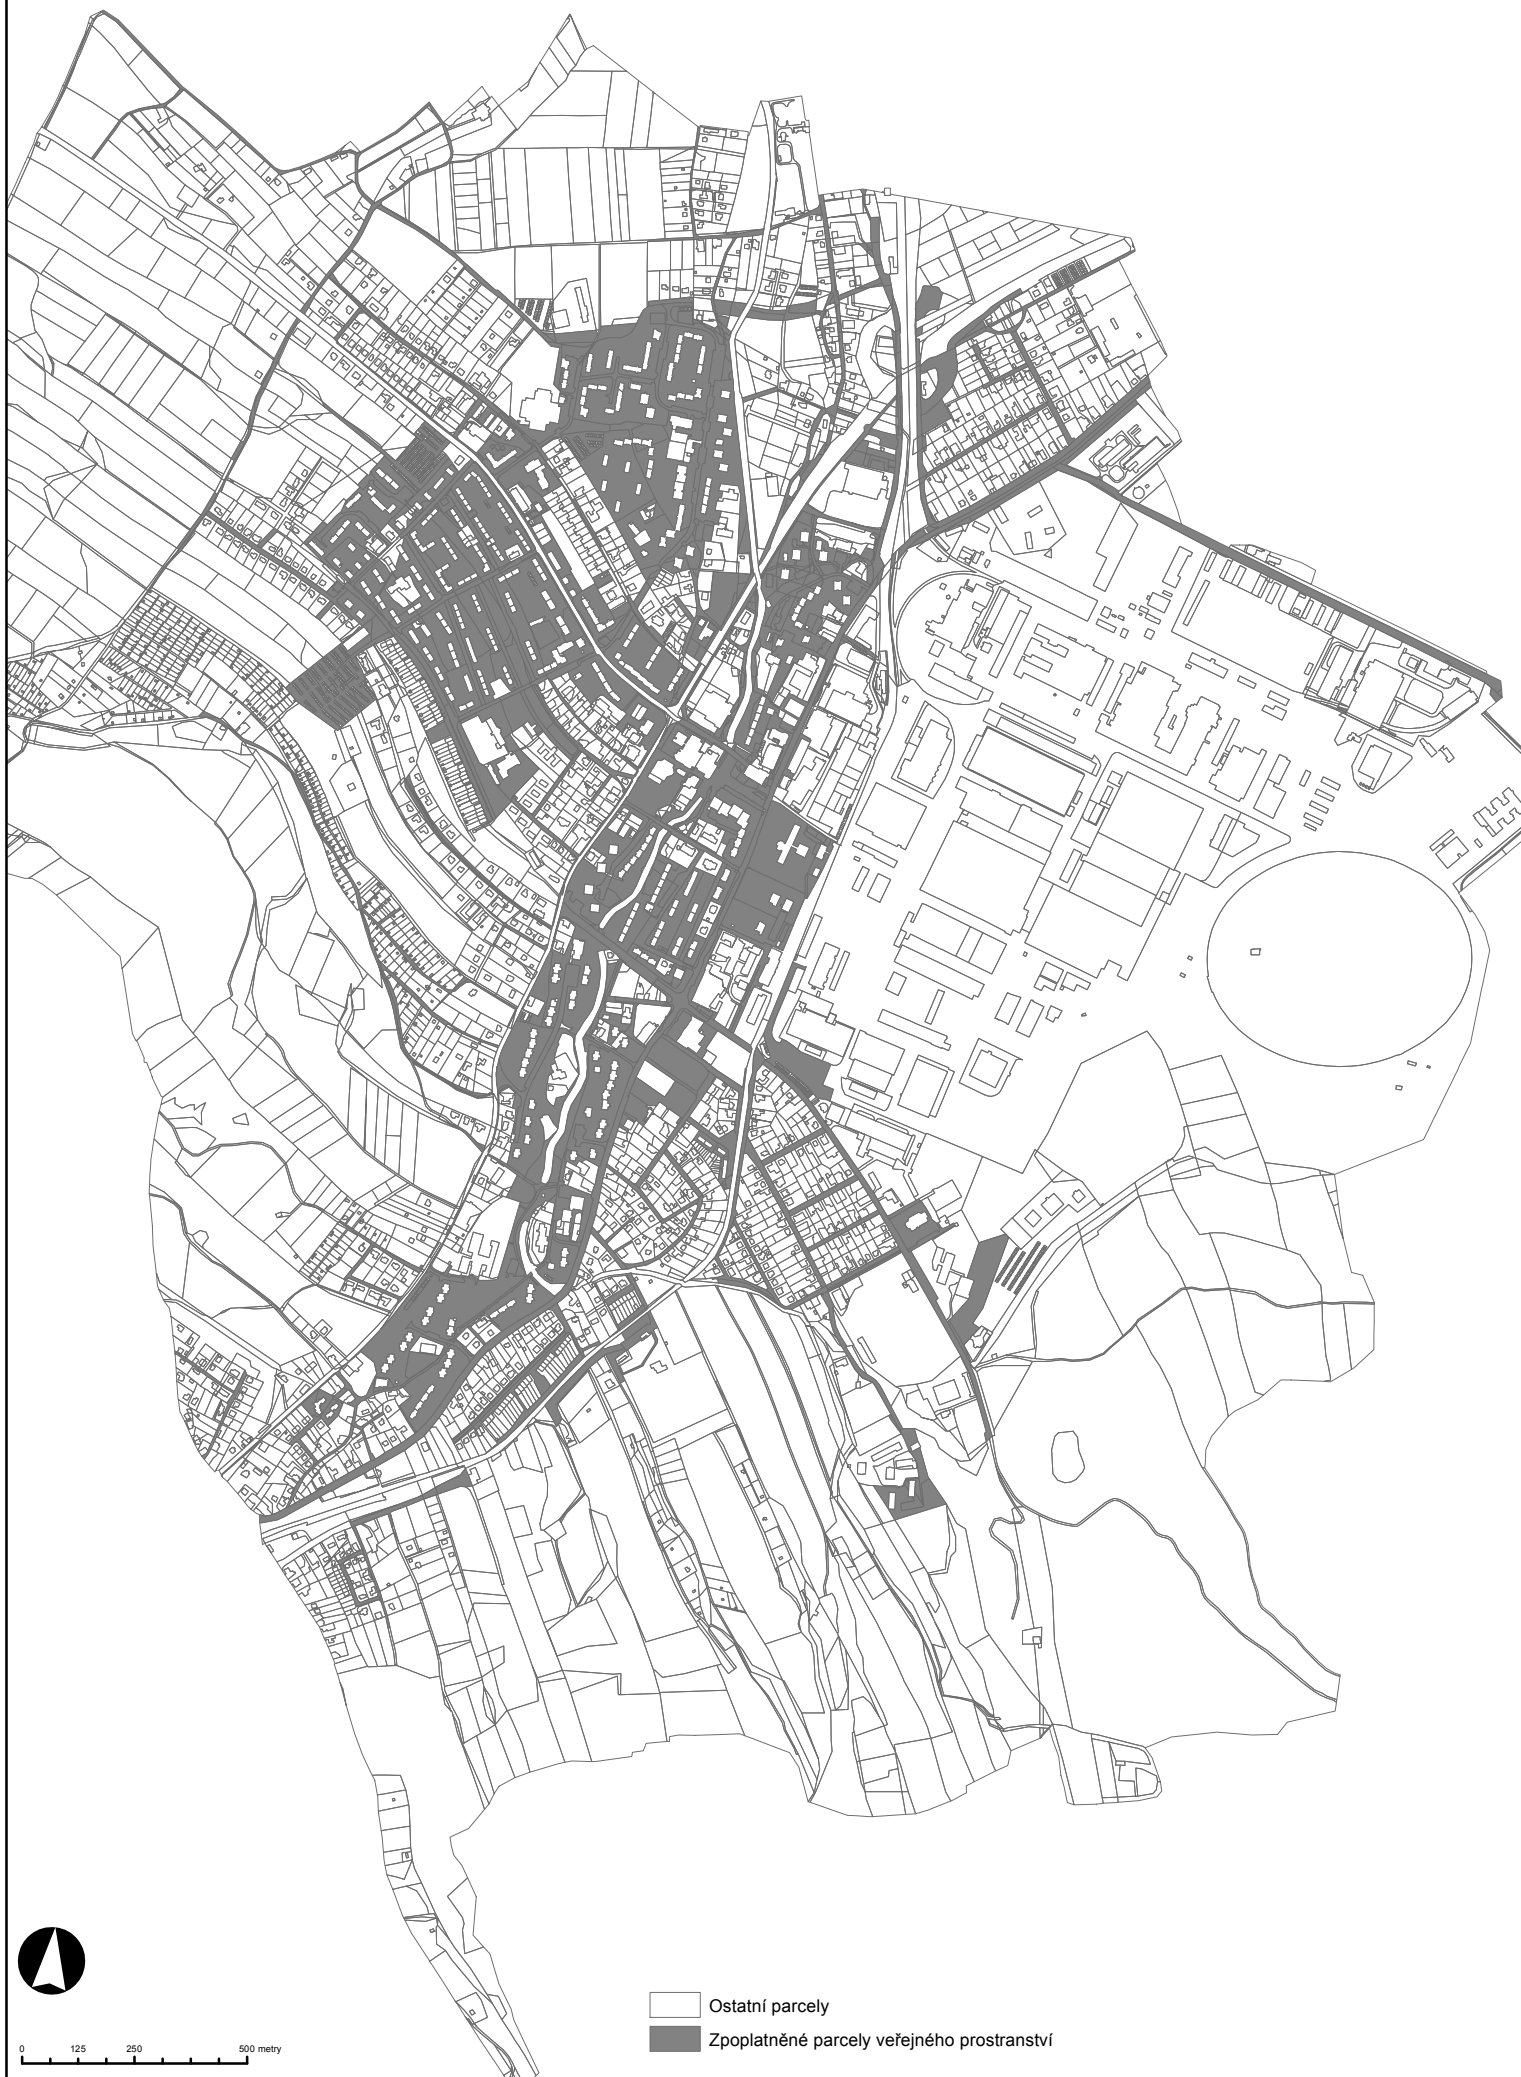 Ostatní parcely
Zpoplatněné parcely veřejného prostranství
0 125 250 500 metry